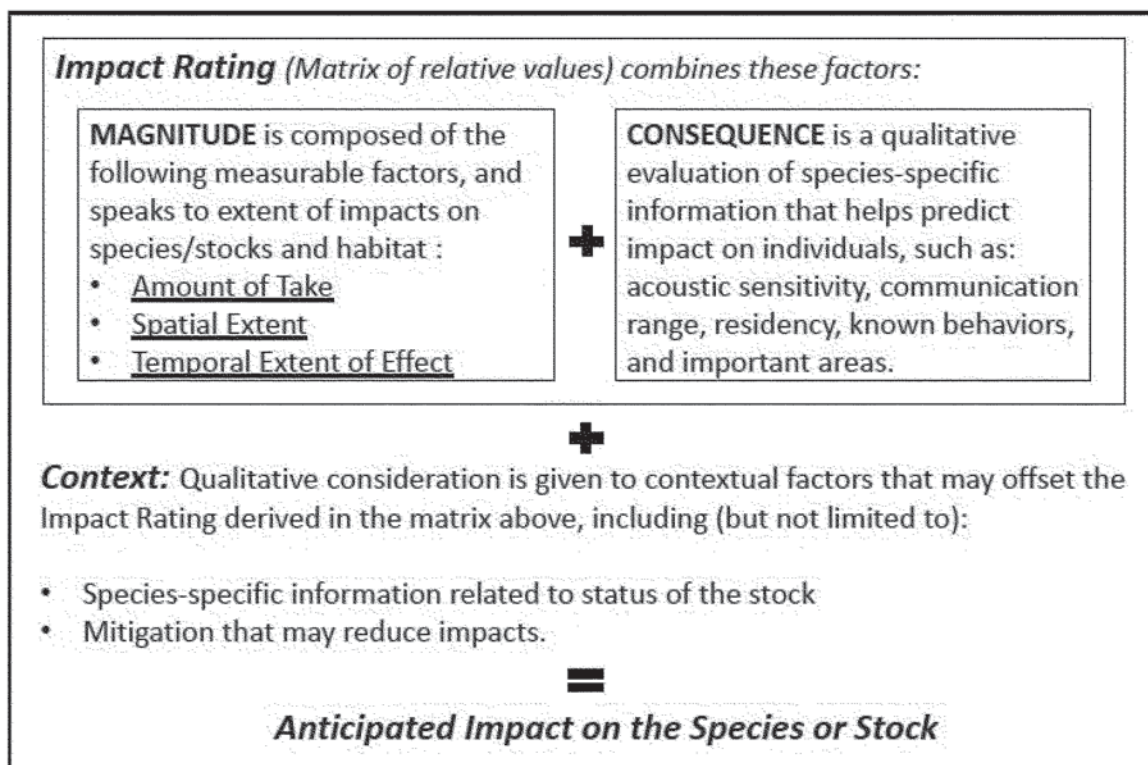 Impact Rating (Matrix of relative values) combines these factors:
MAGNITUDE is composed of the
following measurable factors, and
speaks to extent of impacts on
species/stocks and habitat :
• Amount of Take
• Spatial Extent
• Temporal Extent of Effect
+
CONSEQUENCE is a qualitative
evaluation of species-specific
information that helps predict
impact on individuals, such as:
acoustic sensitivity, communication
range, residency, known behaviors,
and important areas.
+
Context: Qualitative consideration is given to contextual factors that may offset the
Impact Rating derived in the matrix above, including (but not limited to):
• Species-specific information related to status of the stock
• Mitigation that may reduce impacts.
=
Anticipated Impact on the Species or Stock